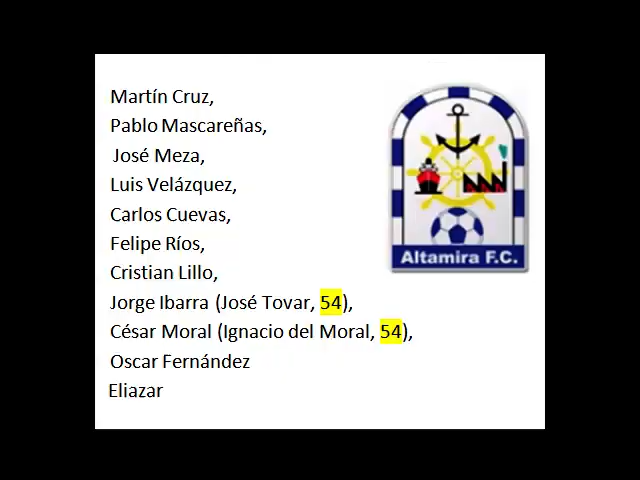 Martín Cruz,
Pablo Mascareñas,
José Meza,
Luis Velázquez,
Carlos Cuevas,
Felipe Ríos,
Cristian Lillo,
Jorge Ibarra (José Tovar, 54),
César Moral (Ignacio del Moral, 54),
Oscar Fernández
Eliazar
Altamira F.C.